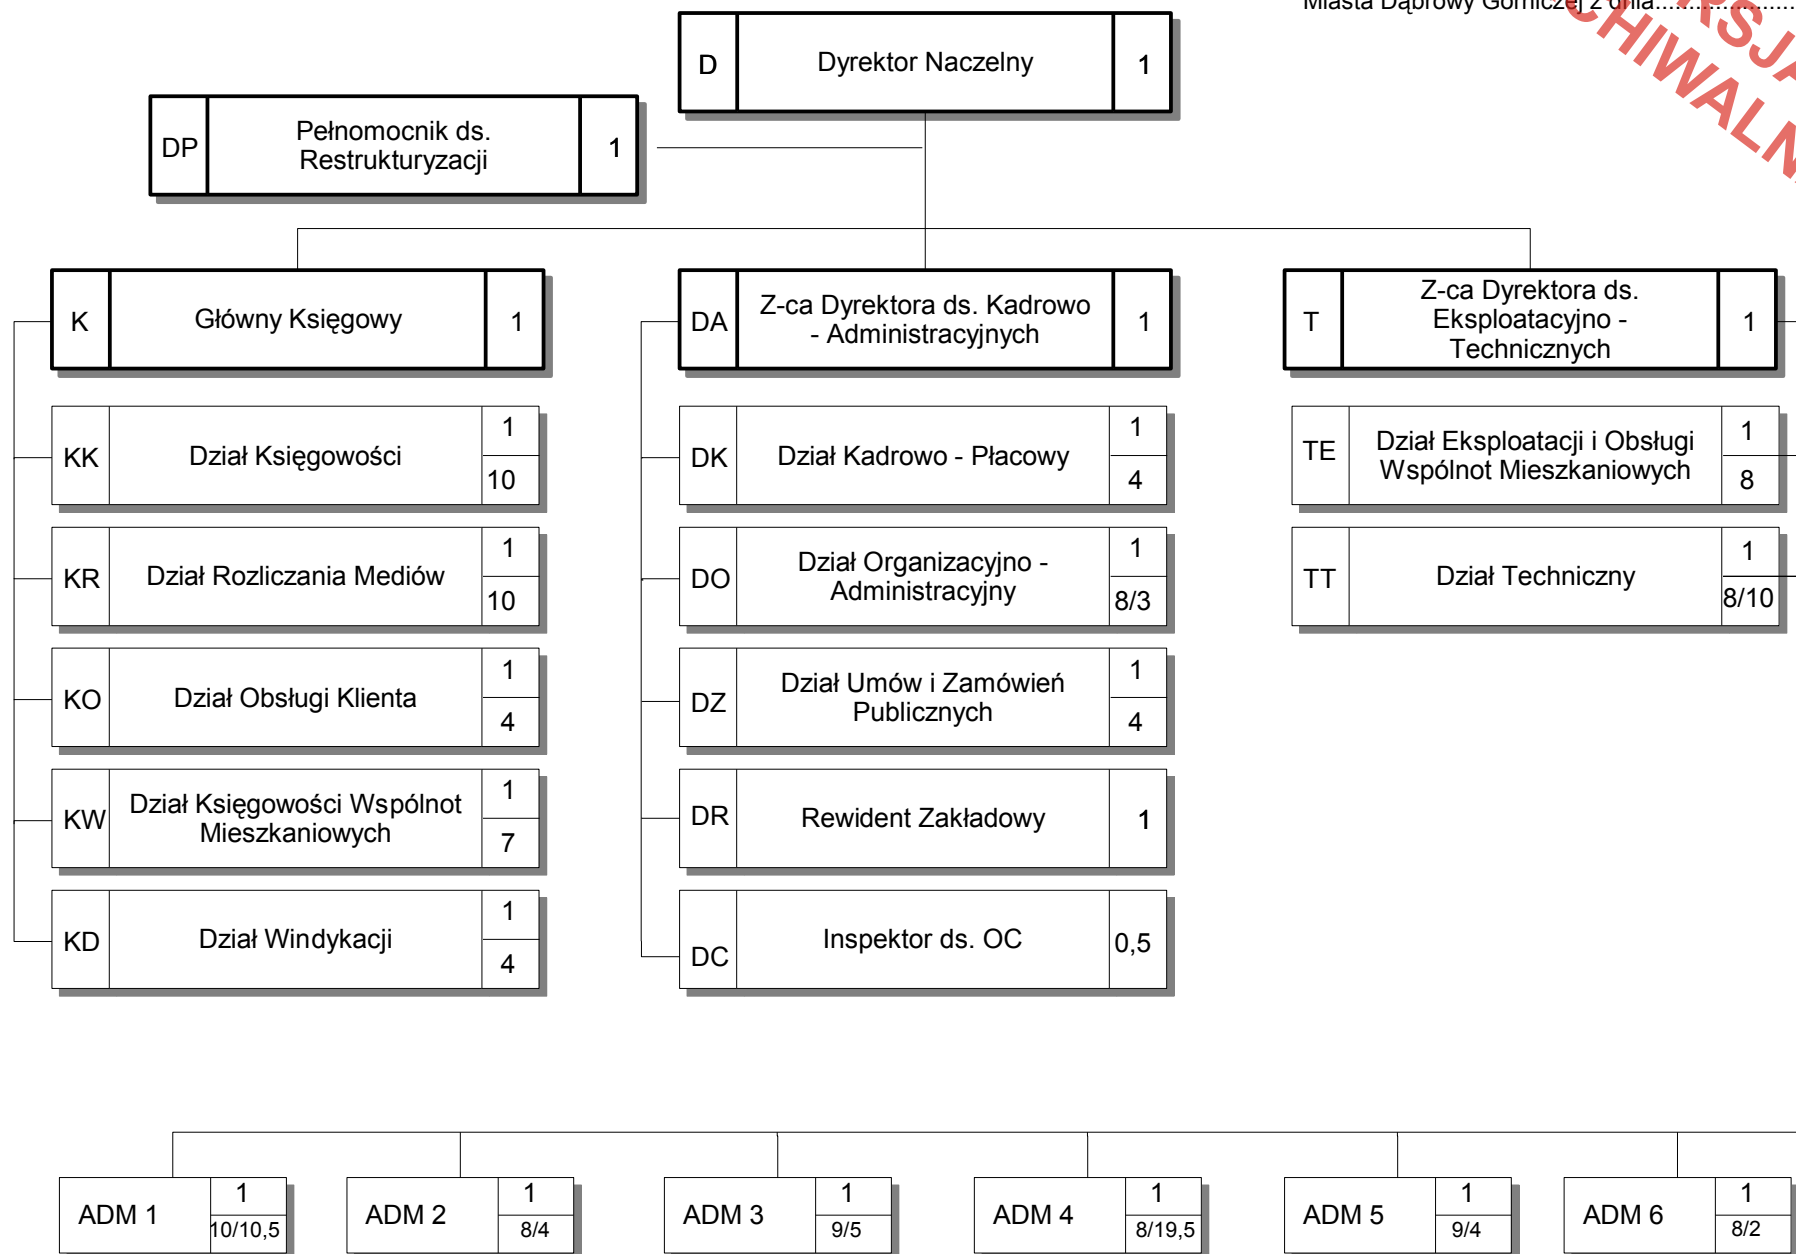 Miasta Dąbrowy Górniczej z dnia....................
D
Dyrektor Naczelny
1
DP
Pełnomocnik ds.
Restrukturyzacji
1
K
Główny Księgowy
1
DA
Z-ca Dyrektora ds. Kadrowo
- Administracyjnych
1
T
Z-ca Dyrektora ds.
Eksploatacyjno -
Technicznych
1
KK
Dział Księgowości
1
10
DK
Dział Kadrowo - Płacowy
1
4
TE
Dział Eksploatacji i Obsługi
Wspólnot Mieszkaniowych
1
8
KR
Dział Rozliczania Mediów
1
10
DO
Dział Organizacyjno -
Administracyjny
1
8/3
TT
Dział Techniczny
1
8/10
KO
Dział Obsługi Klienta
1
4
DZ
Dział Umów i Zamówień
Publicznych
1
4
KW
Dział Księgowości Wspólnot
Mieszkaniowych
1
7
DR
Rewident Zakładowy
1
KD
Dział Windykacji
1
4
DC
Inspektor ds. OC
0,5
ADM 1
1
10/10,5
ADM 2
1
8/4
ADM 3
1
9/5
ADM 4
1
8/19,5
ADM 5
1
9/4
ADM 6
1
8/2